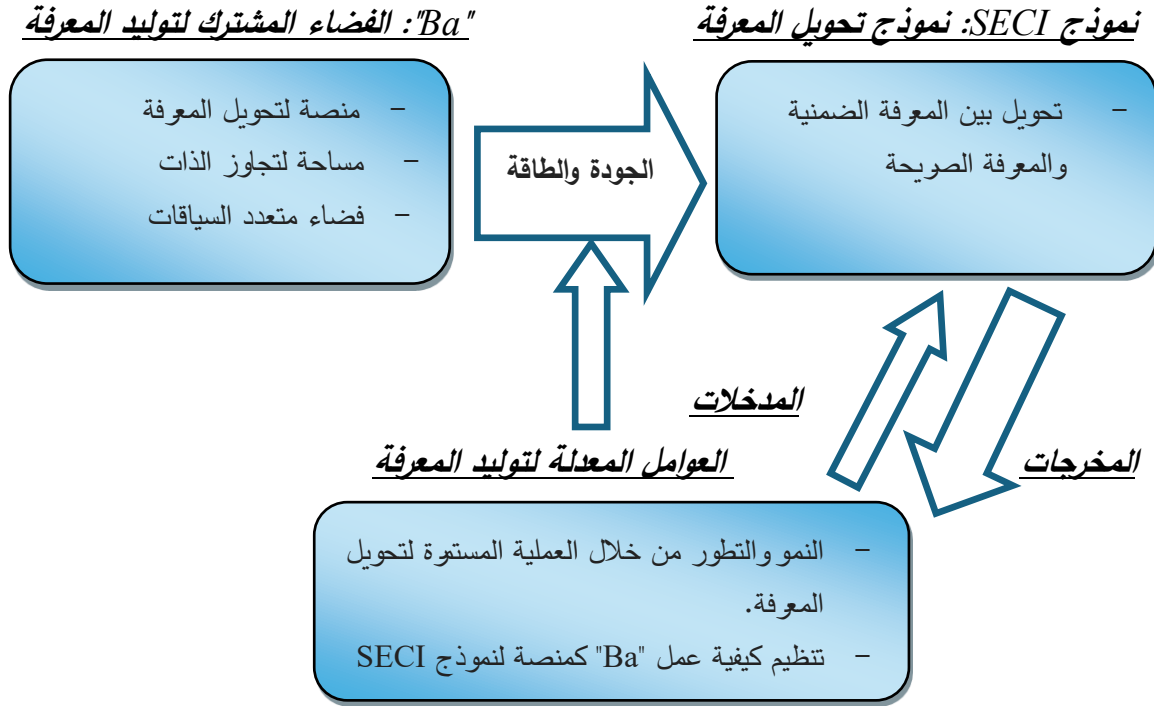 نموذج SECI: نموذج تحويل المعرفة
- تحويل بين المعرفة الضمنية
والمعرفة الصريحة
"Ba": الفضاء المشترك لتوليد المعرفة
- منصة لتحويل المعرفة
- مساحة لتجاوز الذات
- فضاء متعدد السياقات
الجودة والطاقة
المدخلات
المخرجات
العوامل المعدلة لتوليد المعرفة
- النمو والتطور من خلال العملية المستمرة لتحويل
المعرفة.
- تنظيم كيفية عمل "Ba" كمنصة لنموذج SECI